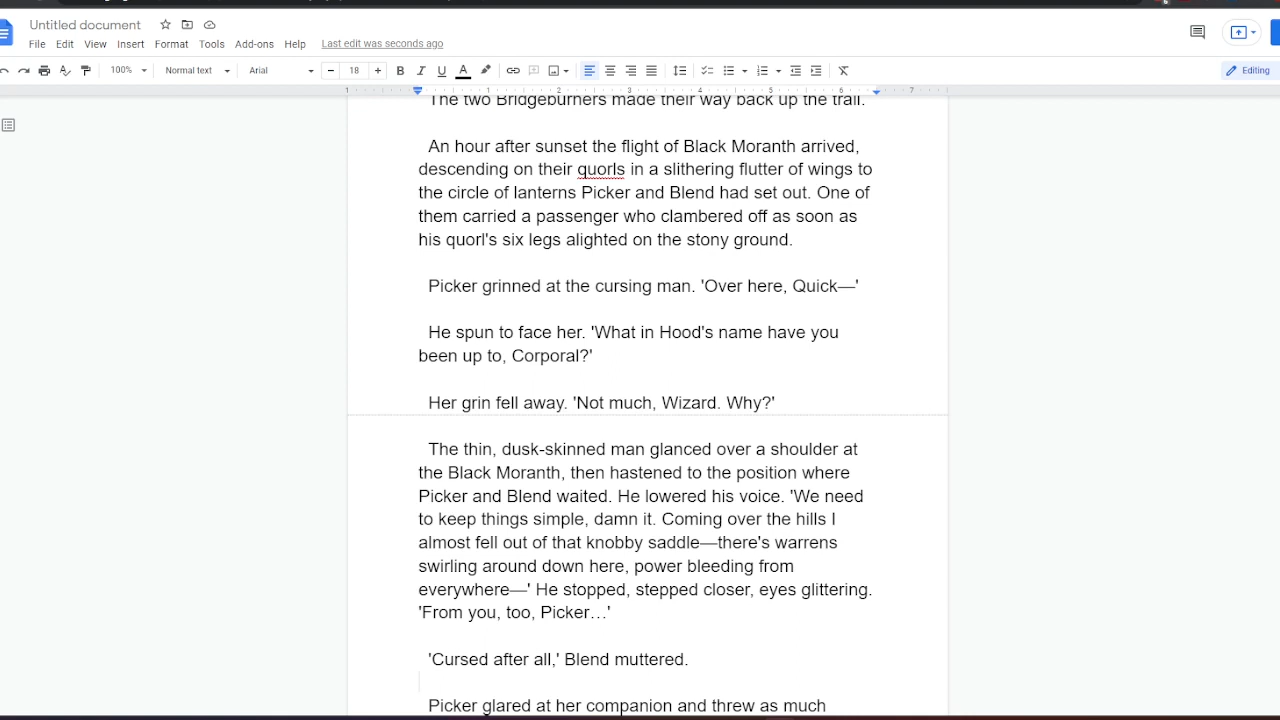 Untitled document
File Edit View Insert Format Tools Add-ons Help Last edit was seconds ago
100% Normal text Arial − 18 + B I U A Editing
1 1 2 3 4 5 6 7
The two Bridgeburners made their way back up the trail.
An hour after sunset the flight of Black Moranth arrived,
descending on their quorls in a slithering flutter of wings to
the circle of lanterns Picker and Blend had set out. One of
them carried a passenger who clambered off as soon as
his quorl's six legs alighted on the stony ground.
Picker grinned at the cursing man. 'Over here, Quick—'
He spun to face her. 'What in Hood's name have you
been up to, Corporal?'
Her grin fell away. 'Not much, Wizard. Why?'
The thin, dusk-skinned man glanced over a shoulder at
the Black Moranth, then hastened to the position where
Picker and Blend waited. He lowered his voice. 'We need
to keep things simple, damn it. Coming over the hills I
almost fell out of that knobby saddle—there's warrens
swirling around down here, power bleeding from
everywhere—' He stopped, stepped closer, eyes glittering.
'From you, too, Picker…'
'Cursed after all,' Blend muttered.
Picker glared at her companion and threw as much